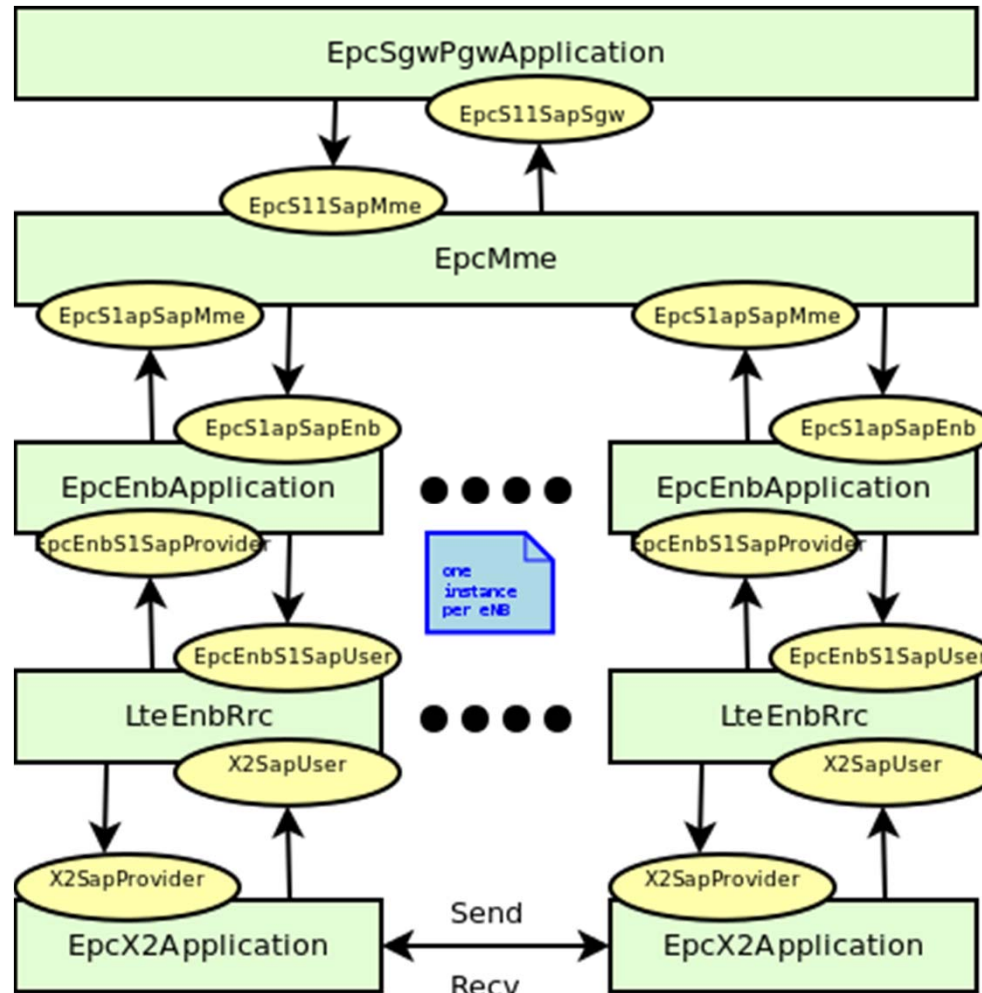 EpcSgwPgwApplication
EpcS11SapSgw
EpcS11SapMme
EpcMme
EpcS1apSapMme
EpcS1apSapMme
EpcS1apSapEnb
EpcS1apSapEnb
EpcEnbApplication
EpcEnbApplication
EpcEnbS1SapProvider
EpcEnbS1SapProvider
one
instance
per eNB
EpcEnbS1SapUser
EpcEnbS1SapUser
LteEnbRrc
LteEnbRrc
X2SapUser
X2SapUser
X2SapProvider
X2SapProvider
Send
EpcX2Application
EpcX2Application
Recv